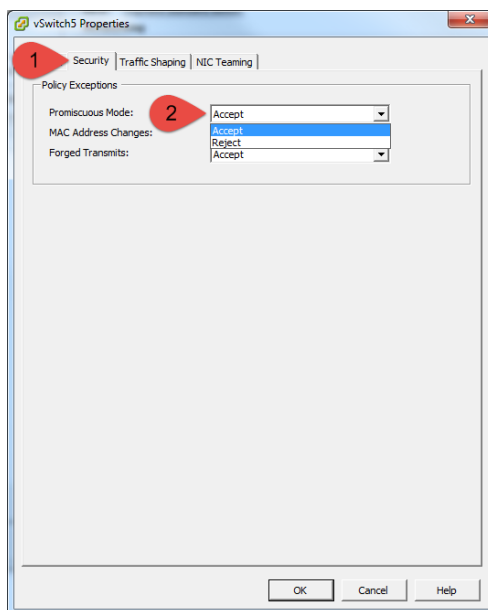 vSwitch5 Properties
1
Security
Traffic Shaping
NIC Teaming
Policy Exceptions
Promiscuous Mode:
2
Accept
Accept
Reject
MAC Address Changes:
Forged Transmits:
Accept
OK
Cancel
Help